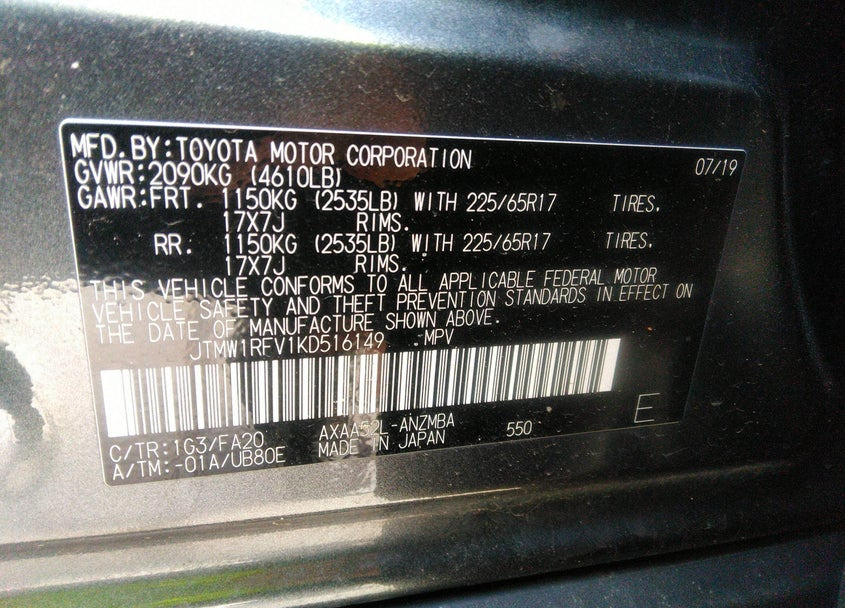 MFD.BY:TOYOTA MOTOR CORPORATION 07/19
GVWR:2090KG (4610LB)
GAWR:FRT. 1150KG (2535LB) WITH 225/65R17 TIRES,
17X7J RIMS.
RR. 1150KG (2535LB) WITH 225/65R17 TIRES,
17X7J RIMS.
THIS VEHICLE CONFORMS TO ALL APPLICABLE FEDERAL MOTOR
VEHICLE SAFETY AND THEFT PREVENTION STANDARDS IN EFFECT ON
THE DATE OF MANUFACTURE SHOWN ABOVE.
JTMW1RFV1KD516149 MPV
C/TR:1G3/FA20 AXAA52L-ANZMBA 550 E
A/TM:-01A/UB80E MADE IN JAPAN